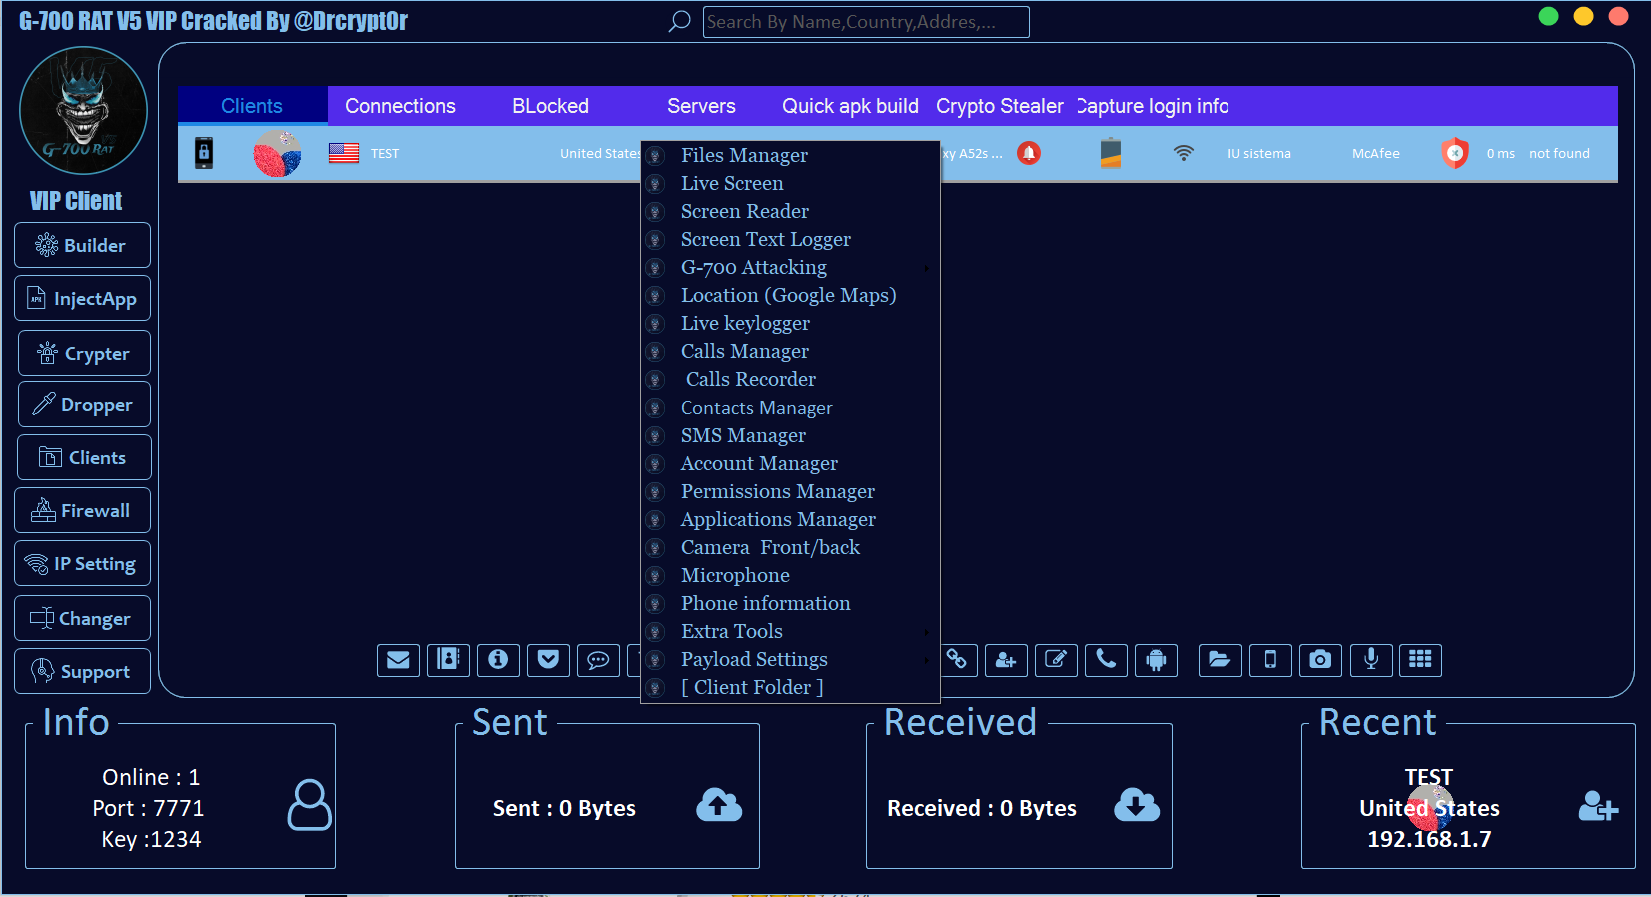 G-700 RAT V5 VIP Cracked By @Drcrypt0r
Search By Name,Country,Addres,...
G-700 RAT
VIP Client
Builder
InjectApp
Crypter
Dropper
Clients
Firewall
IP Setting
Changer
Support
Clients Connections BLocked Servers Quick apk build Crypto Stealer Capture login info
TEST United States xy A52s ... IU sistema McAfee 0 ms not found
Files Manager
Live Screen
Screen Reader
Screen Text Logger
G-700 Attacking
Location (Google Maps)
Live keylogger
Calls Manager
Calls Recorder
Contacts Manager
SMS Manager
Account Manager
Permissions Manager
Applications Manager
Camera Front/back
Microphone
Phone information
Extra Tools
Payload Settings
[ Client Folder ]
Info
Online : 1
Port : 7771
Key :1234
Sent
Sent : 0 Bytes
Received
Received : 0 Bytes
Recent
TEST
United States
192.168.1.7